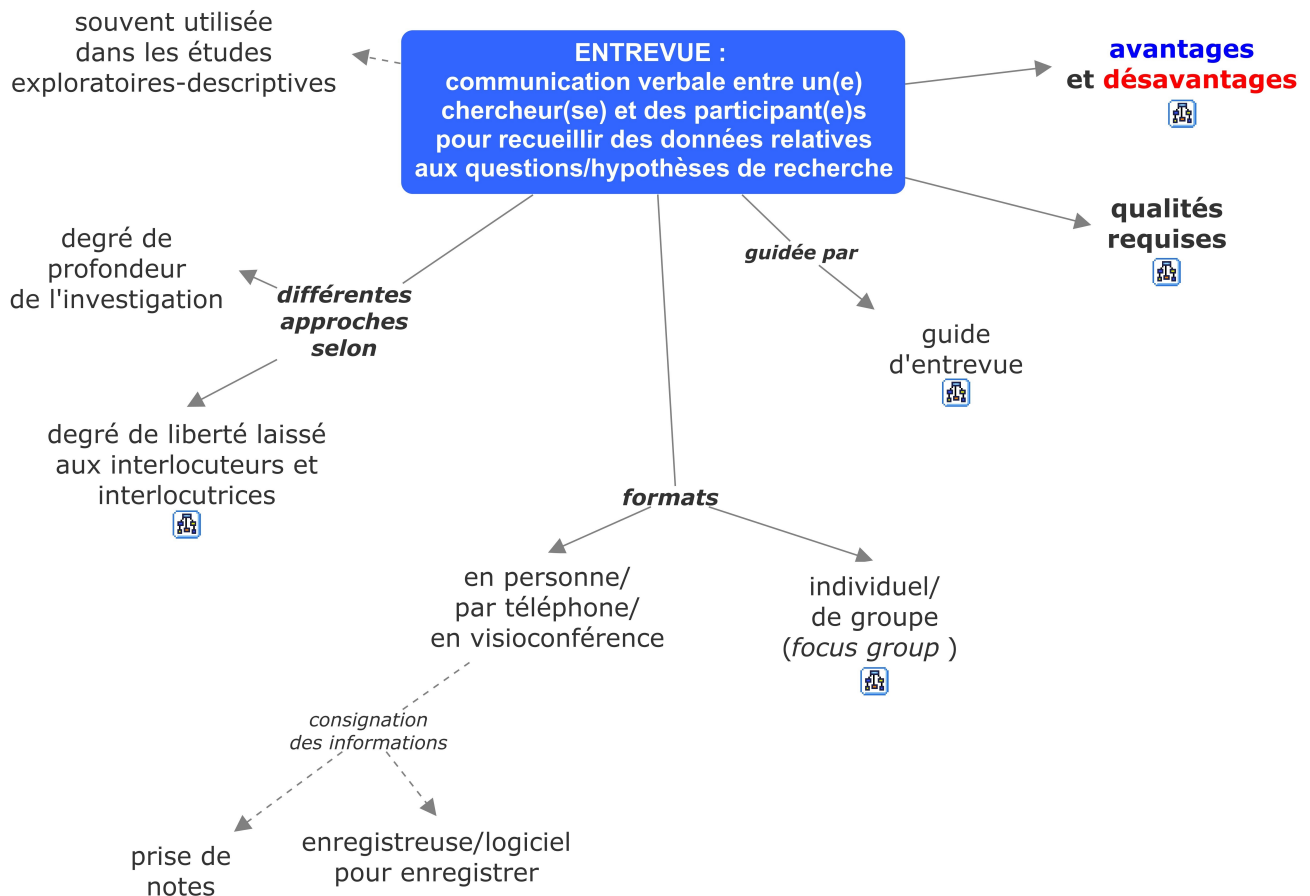 souvent utilisée
dans les études
exploratoires-descriptives
ENTREVUE :
communication verbale entre un(e)
chercheur(se) et des participant(e)s
pour recueillir des données relatives
aux questions/hypothèses de recherche
avantages
et désavantages
qualités
requises
guidée par
guide
d'entrevue
degré de
profondeur
de l'investigation
différentes
approches
selon
degré de liberté laissé
aux interlocuteurs et
interlocutrices
formats
en personne/
par téléphone/
en visioconférence
individuel/
de groupe
(focus group )
consignation
des informations
prise de
notes
enregistreuse/logiciel
pour enregistrer